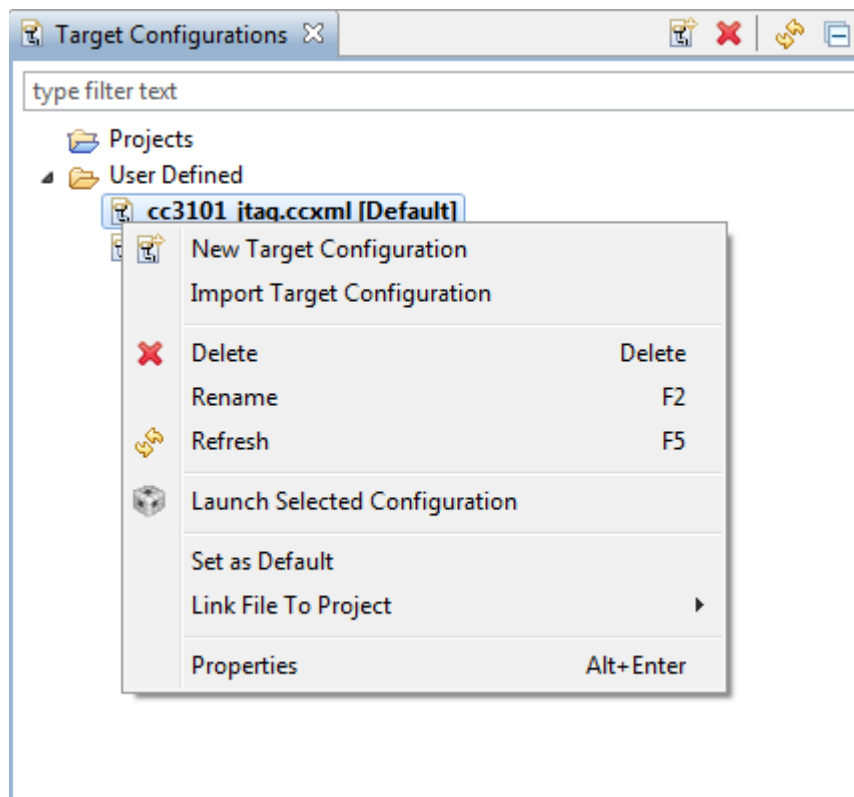 Target Configurations
type filter text
Projects
User Defined
cc3101_jtag.ccxml [Default]
New Target Configuration
Import Target Configuration
Delete Delete
Rename F2
Refresh F5
Launch Selected Configuration
Set as Default
Link File To Project
Properties Alt+Enter